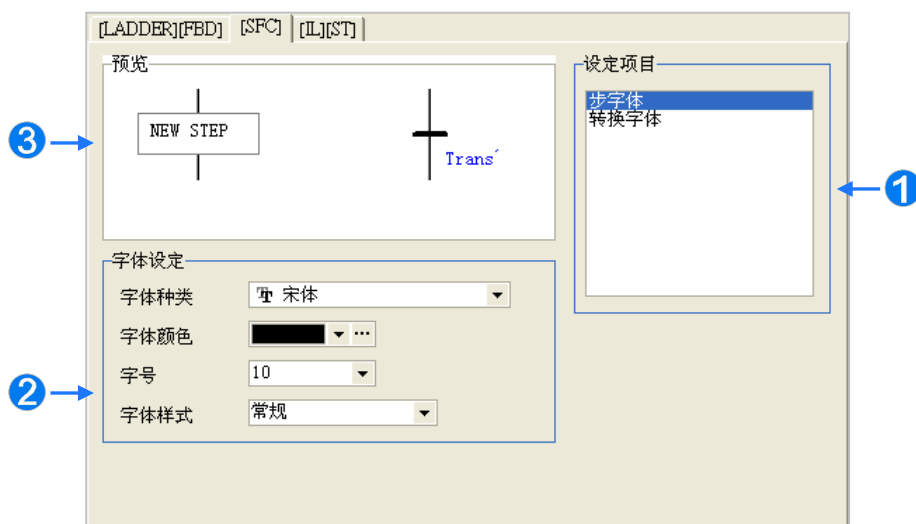 [LADDER][FBD] [SFC] [IL][ST]
预览
NEW STEP
Trans´
设定项目
步字体
转换字体
3
1
字体设定
字体种类 宋体
字体颜色 ...
字号 10
2
字体样式 常规